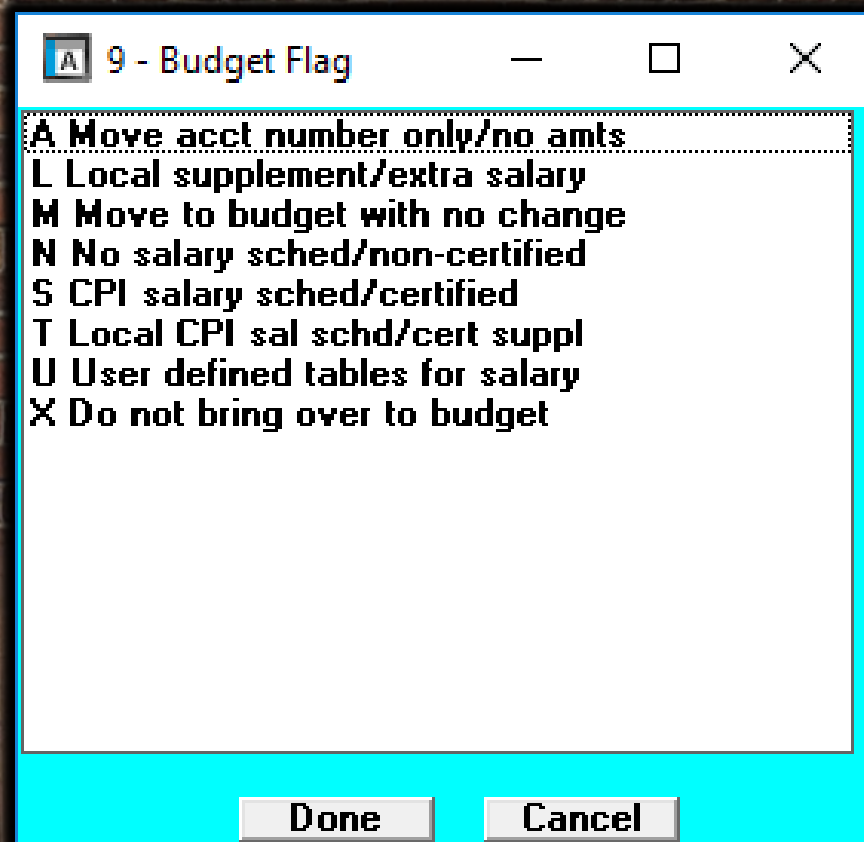 9 - Budget Flag
A Move acct number only/no amts
L Local supplement/extra salary
M Move to budget with no change
N No salary sched/non-certified
S CPI salary sched/certified
T Local CPI sal schd/cert suppl
U User defined tables for salary
X Do not bring over to budget
Done Cancel